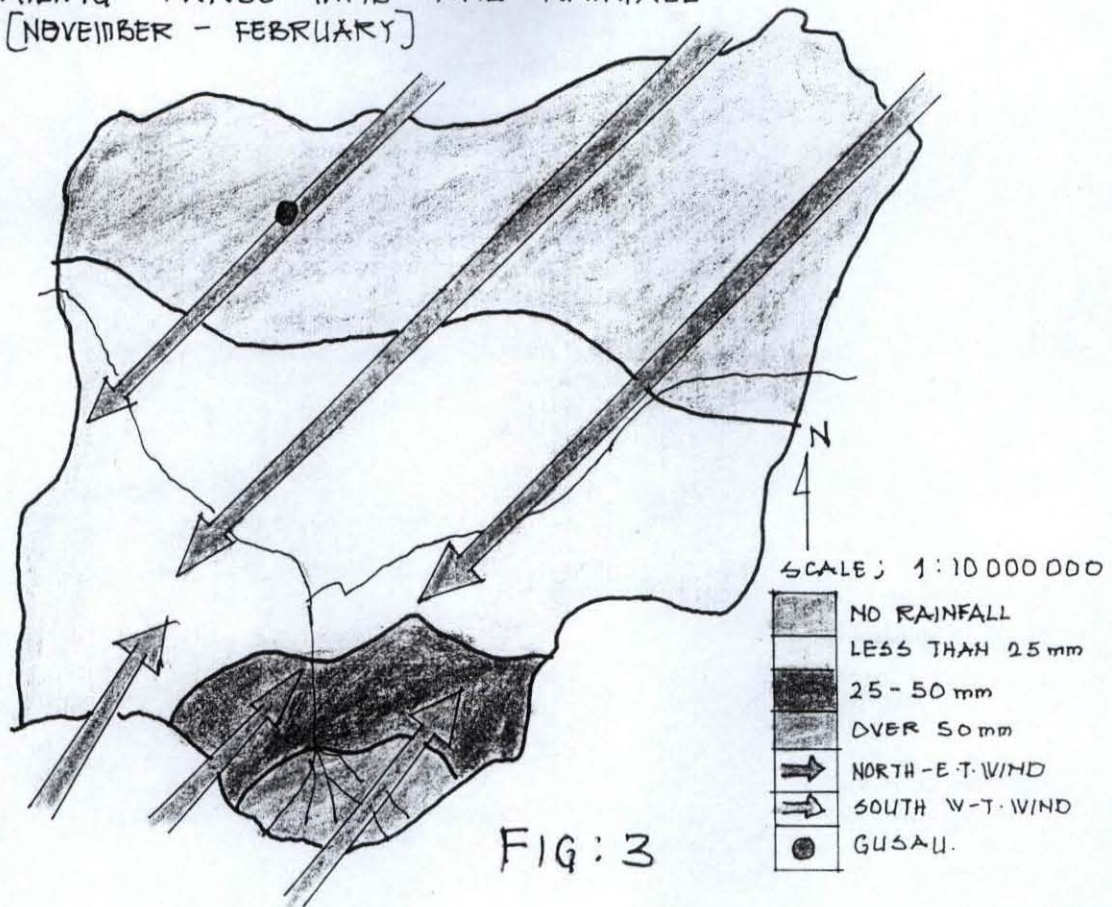 [NOVEMBER - FEBRUARY]
N
SCALE; 1:10 000 000
NO RAINFALL
LESS THAN 25mm
25-50 mm
OVER 50mm
NORTH-E.T. WIND
SOUTH W-T. WIND
GUSAU.
FIG: 3